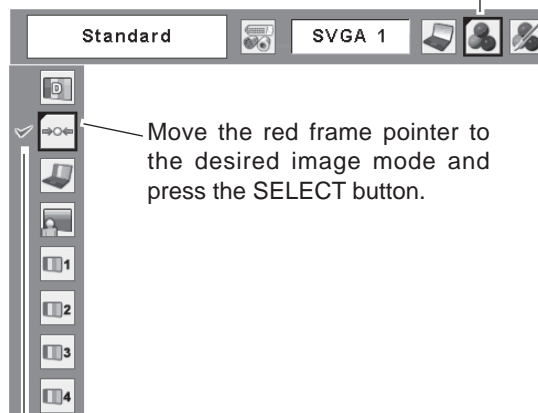 Standard SVGA 1
D
Move the red frame pointer to
the desired image mode and
press the SELECT button.
1
2
3
4